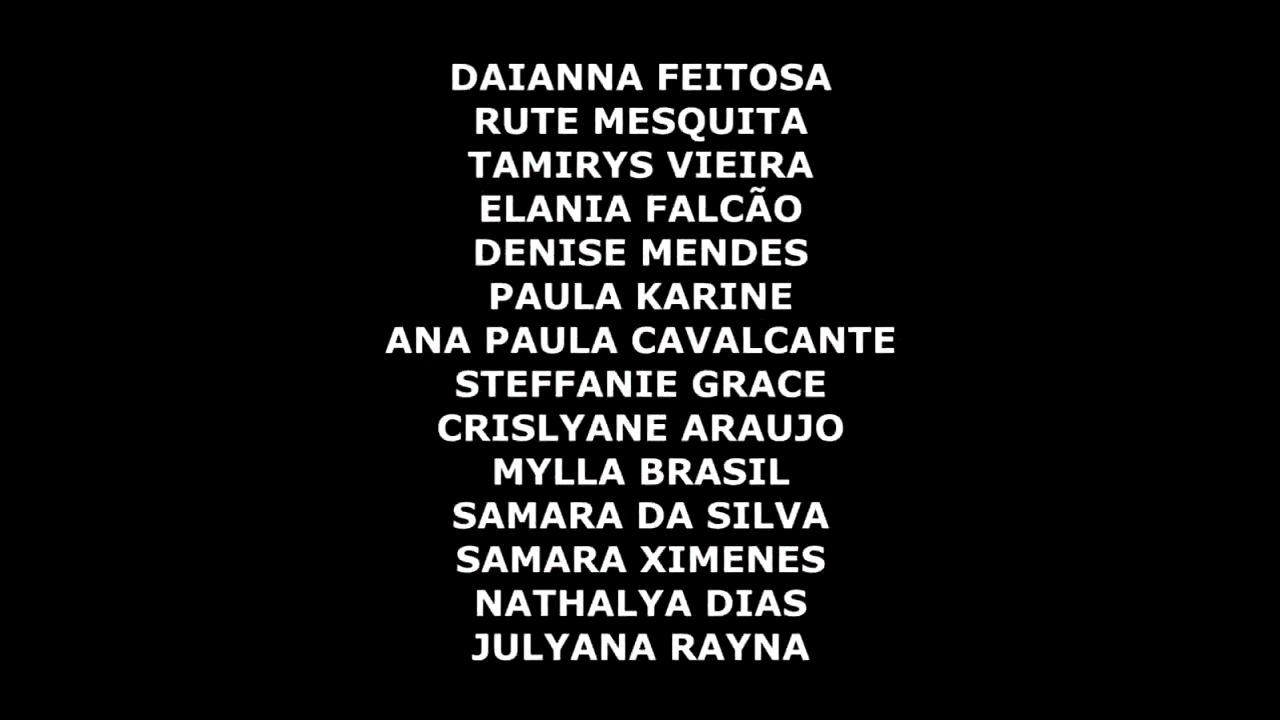 DAIANNA FEITOSA
RUTE MESQUITA
TAMIRYS VIEIRA
ELANIA FALCÃO
DENISE MENDES
PAULA KARINE
ANA PAULA CAVALCANTE
STEFFANIE GRACE
CRISLYANE ARAUJO
MYLLA BRASIL
SAMARA DA SILVA
SAMARA XIMENES
NATHALYA DIAS
JULYANA RAYNA